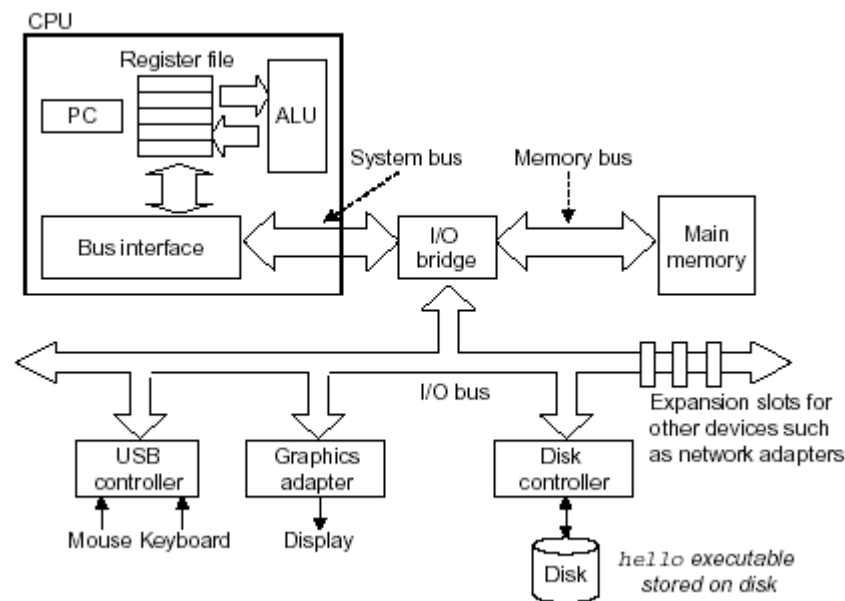 CPU
Register file
PC
ALU
System bus
Memory bus
Bus interface
I/O
bridge
Main
memory
I/O bus
Expansion slots for
other devices such
as network adapters
USB
controller
Graphics
adapter
Disk
controller
Mouse Keyboard
Display
Disk
hello executable
stored on disk